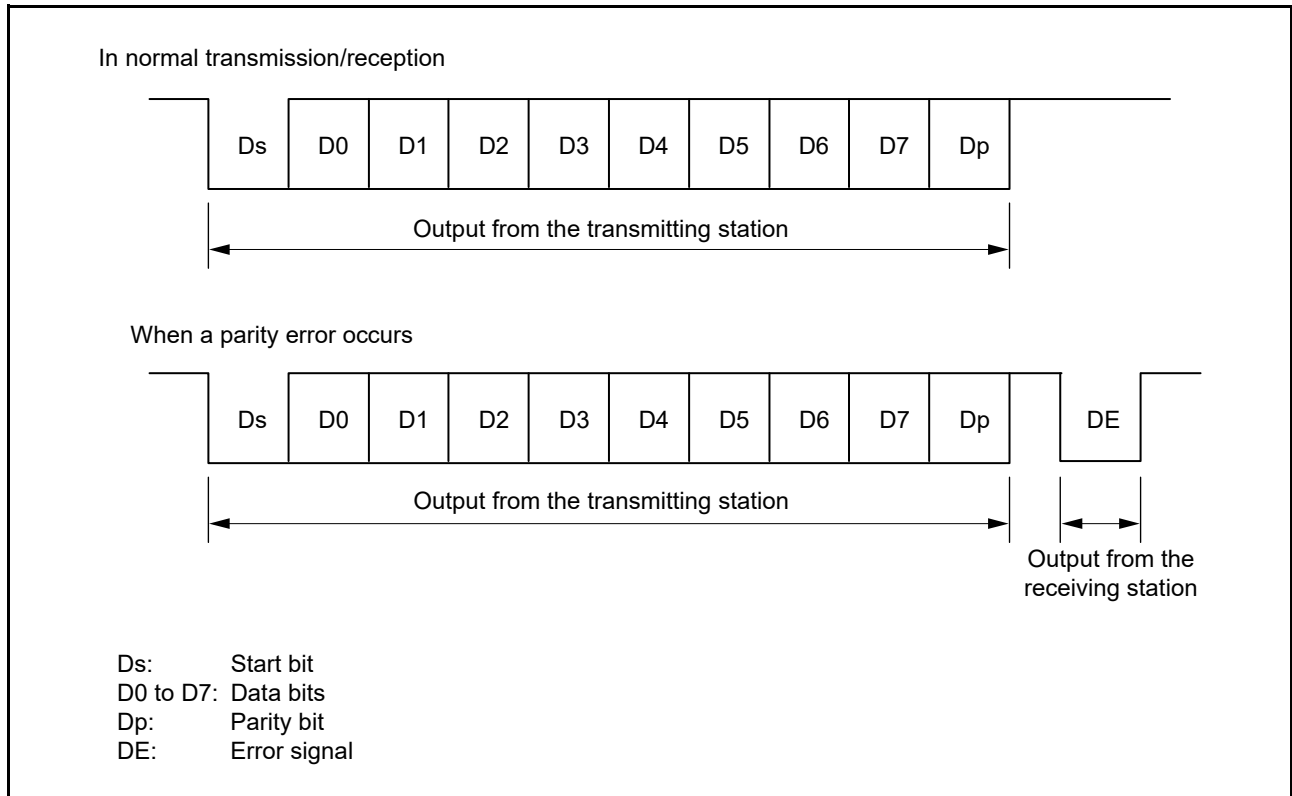 In normal transmission/reception
Ds D0 D1 D2 D3 D4 D5 D6 D7 Dp
Output from the transmitting station
When a parity error occurs
Ds D0 D1 D2 D3 D4 D5 D6 D7 Dp DE
Output from the transmitting station
Output from the
receiving station
Ds: Start bit
D0 to D7: Data bits
Dp: Parity bit
DE: Error signal